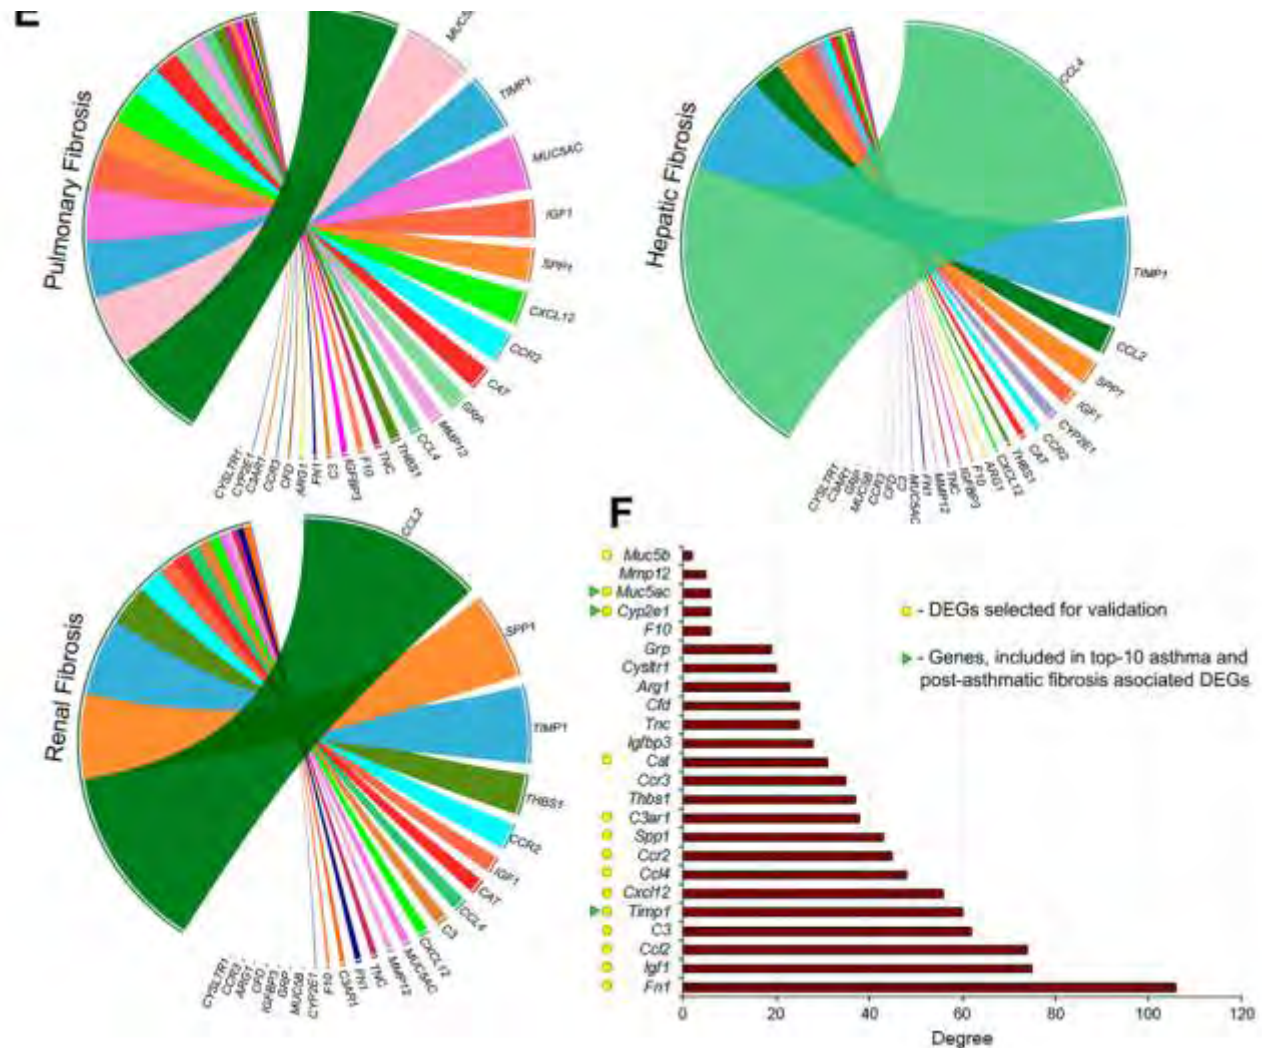 E
Pulmonary Fibrosis
TIMP1
MUC5AC
IGF1
SPP1
CXCL12
CCR2
CAT
GRP
MMP12
CCL4
THBS1
TNC
F10
IGFBP3
C3
FN1
ARG1
CFD
CCR3
C3AR1
CYP2E1
CYSLTR1
Hepatic Fibrosis
CCL4
TIMP1
CCL2
SPP1
IGF1
CYP2E1
CCR2
CAT
THBS1
CXCL12
ARG1
F10
IGFBP3
TNC
MMP12
FN1
MUC5AC
C3
CFD
CCR3
MUC5B
GRP
C3AR1
CYSLTR1
Renal Fibrosis
CCL2
SPP1
TIMP1
THBS1
CCR2
IGF1
CAT
CCL4
C3
CXCL12
MUC5AC
MMP12
TNC
FN1
C3AR1
F10
CYP2E1
MUC5B
GRP
IGFBP3
CFD
ARG1
CCR3
CYSLTR1
F
Muc5b
Mmp12
Muc5ac
Cyp2e1
F10
Grp
Cysltr1
Arg1
Cfd
Tnc
Igfbp3
Cat
Ccr3
Thbs1
C3ar1
Spp1
Ccr2
Ccl4
Cxcl12
Timp1
C3
Ccl2
Igf1
Fn1
0 20 40 60 80 100 120
Degree
- DEGs selected for validation
- Genes, included in top-10 asthma and
post-asthmatic fibrosis asociated DEGs